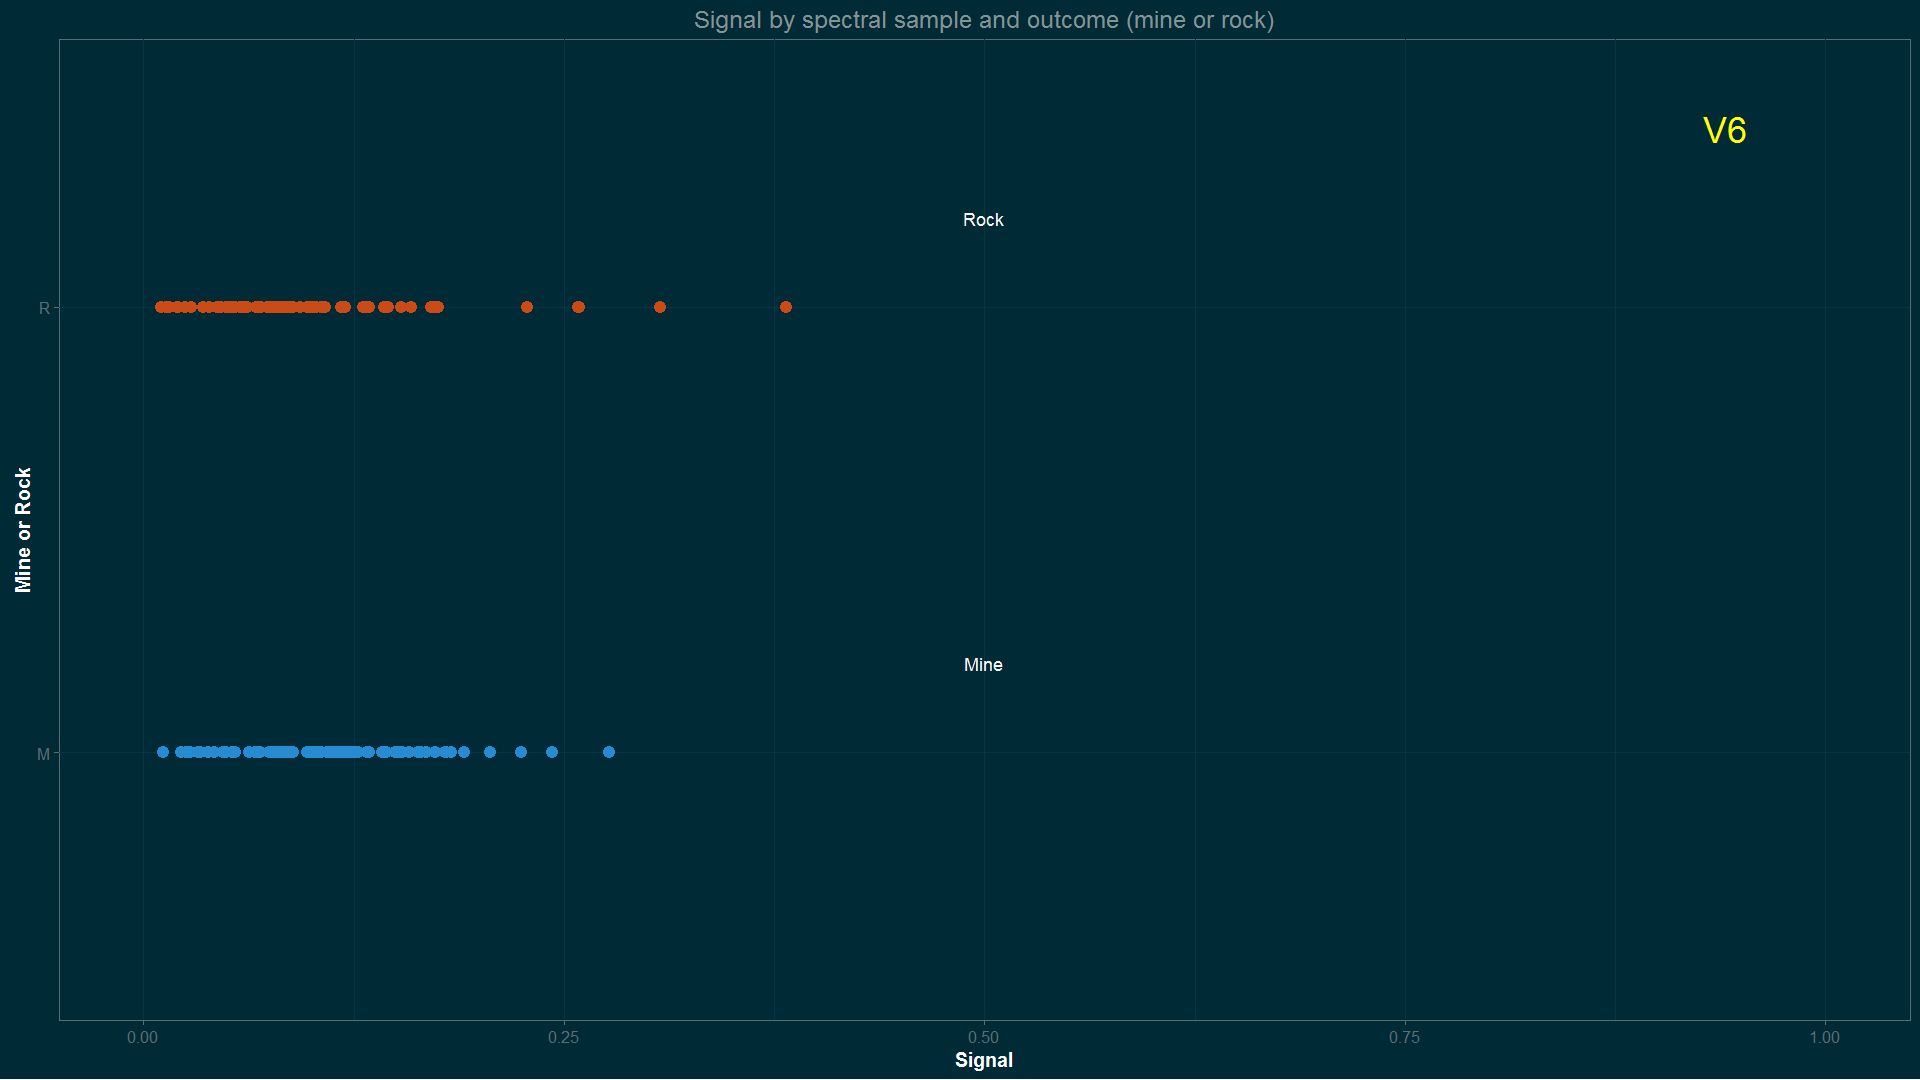 Signal by spectral sample and outcome (mine or rock)
V6
Rock
R
Mine or Rock
Mine
M
0.00 0.25 0.50 0.75 1.00
Signal